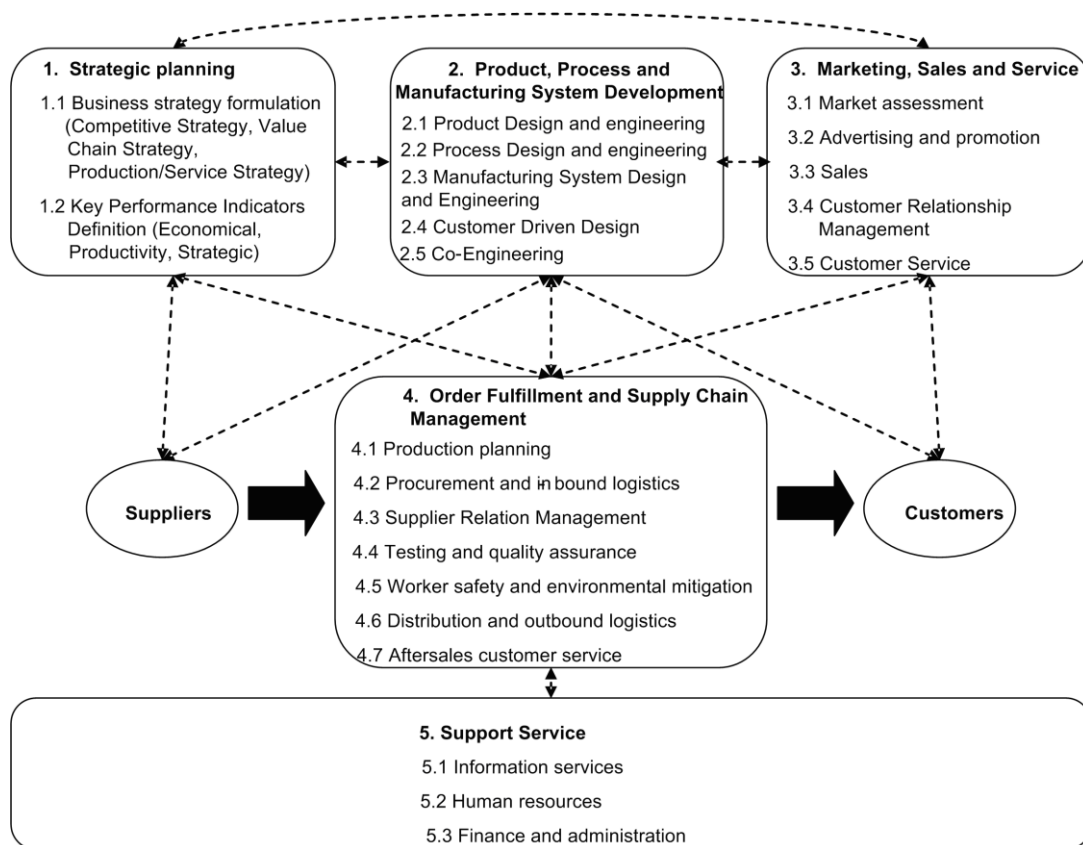 1. Strategic planning
1.1 Business strategy formulation
(Competitive Strategy, Value
Chain Strategy,
Production/Service Strategy)
1.2 Key Performance Indicators
Definition (Economical,
Productivity, Strategic)
2. Product, Process and
Manufacturing System Development
2.1 Product Design and engineering
2.2 Process Design and engineering
2.3 Manufacturing System Design
and Engineering
2.4 Customer Driven Design
2.5 Co-Engineering
3. Marketing, Sales and Service
3.1 Market assessment
3.2 Advertising and promotion
3.3 Sales
3.4 Customer Relationship
Management
3.5 Customer Service
4. Order Fulfillment and Supply Chain
Management
4.1 Production planning
4.2 Procurement and in-bound logistics
4.3 Supplier Relation Management
4.4 Testing and quality assurance
4.5 Worker safety and environmental mitigation
4.6 Distribution and outbound logistics
4.7 Aftersales customer service
Suppliers
Customers
5. Support Service
5.1 Information services
5.2 Human resources
5.3 Finance and administration